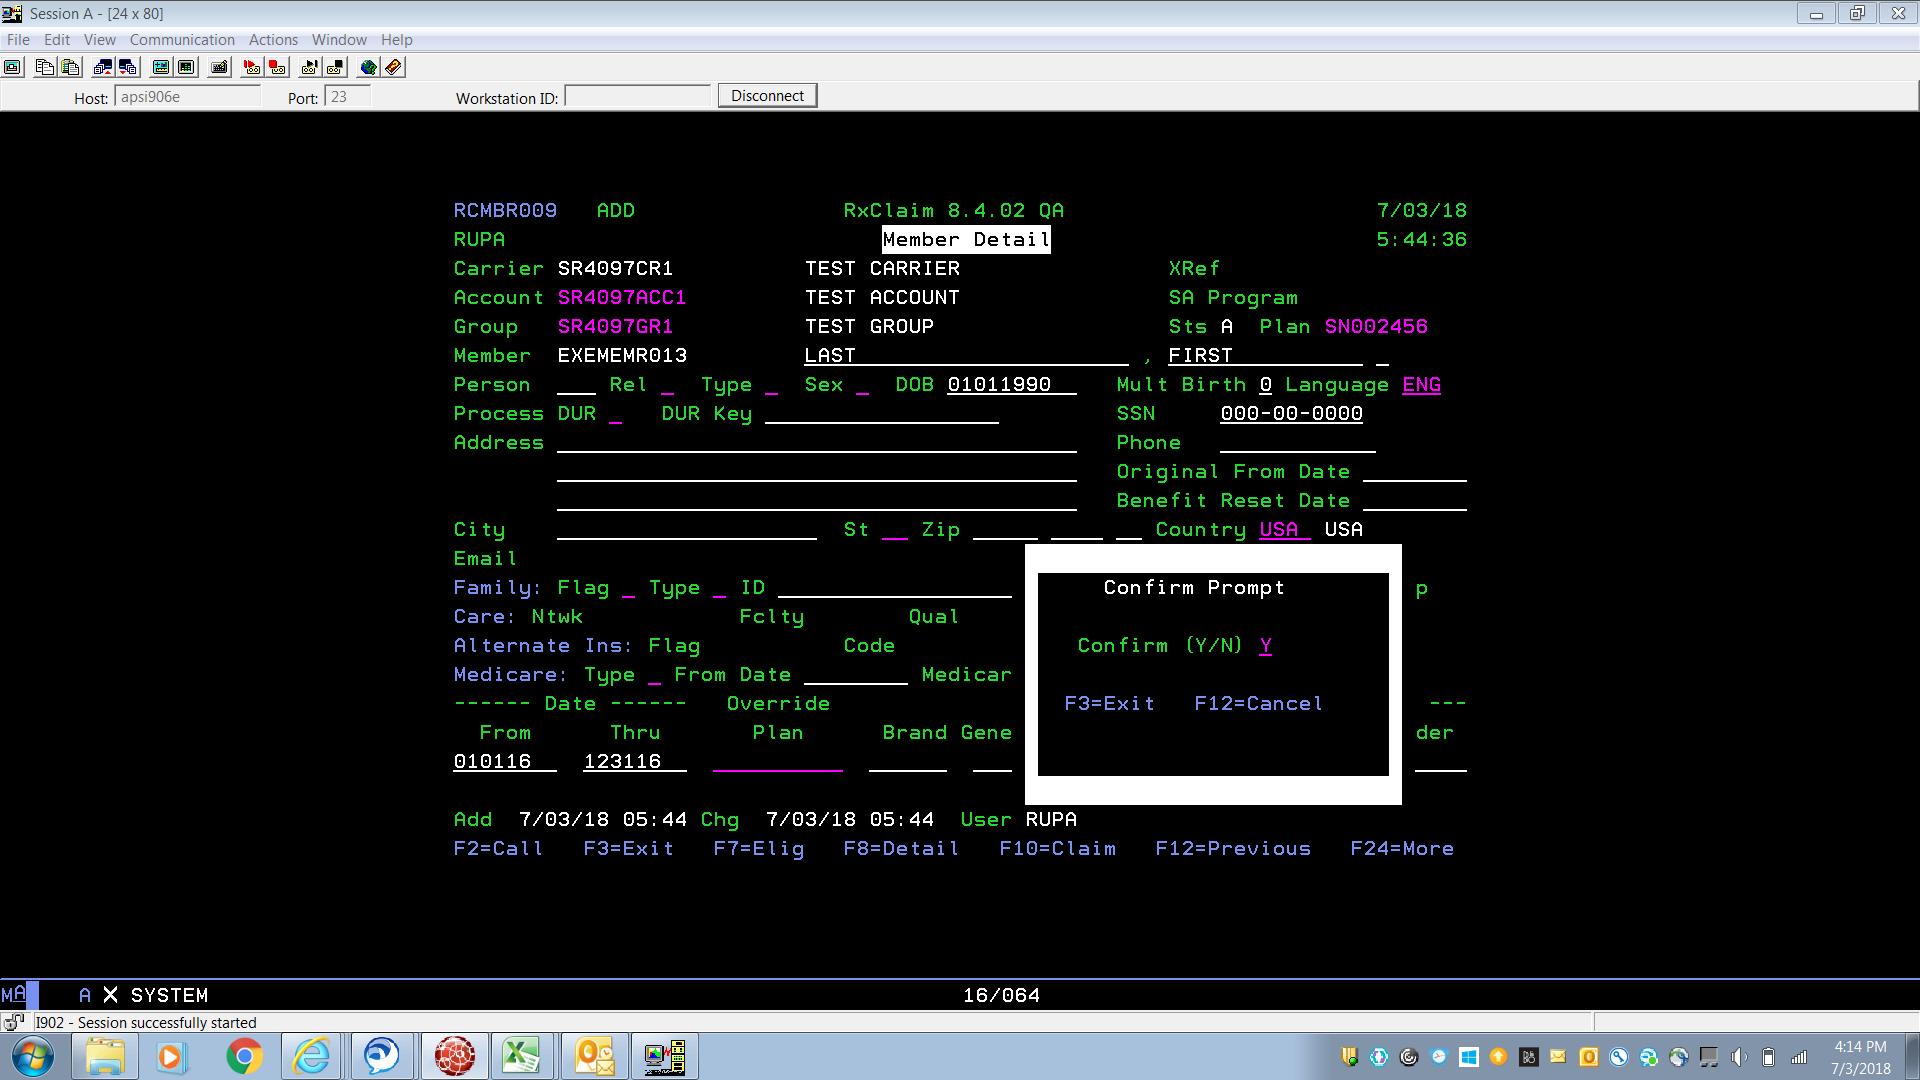 Session A - [24 x 80]
File Edit View Communication Actions Window Help
Host: apsi906e Port: 23 Workstation ID: Disconnect
RCMBR009 ADD RxClaim 8.4.02 QA 7/03/18
RUPA Member Detail 5:44:36
Carrier SR4097CR1 TEST CARRIER XRef
Account SR4097ACC1 TEST ACCOUNT SA Program
Group SR4097GR1 TEST GROUP Sts A Plan SN002456
Member EXEMEMR013 LAST , FIRST
Person Rel Type Sex DOB 01011990 Mult Birth 0 Language ENG
Process DUR DUR Key SSN 000-00-0000
Address Phone
Original From Date
Benefit Reset Date
City St Zip Country USA USA
Email
Family: Flag Type ID Confirm Prompt p
Care: Ntwk Fclty Qual
Alternate Ins: Flag Code Confirm (Y/N) Y
Medicare: Type From Date Medicar
------ Date ------ Override F3=Exit F12=Cancel ---
From Thru Plan Brand Gene der
010116 123116
Add 7/03/18 05:44 Chg 7/03/18 05:44 User RUPA
F2=Call F3=Exit F7=Elig F8=Detail F10=Claim F12=Previous F24=More
MA A X SYSTEM 16/064
I902 - Session successfully started
4:14 PM
7/3/2018